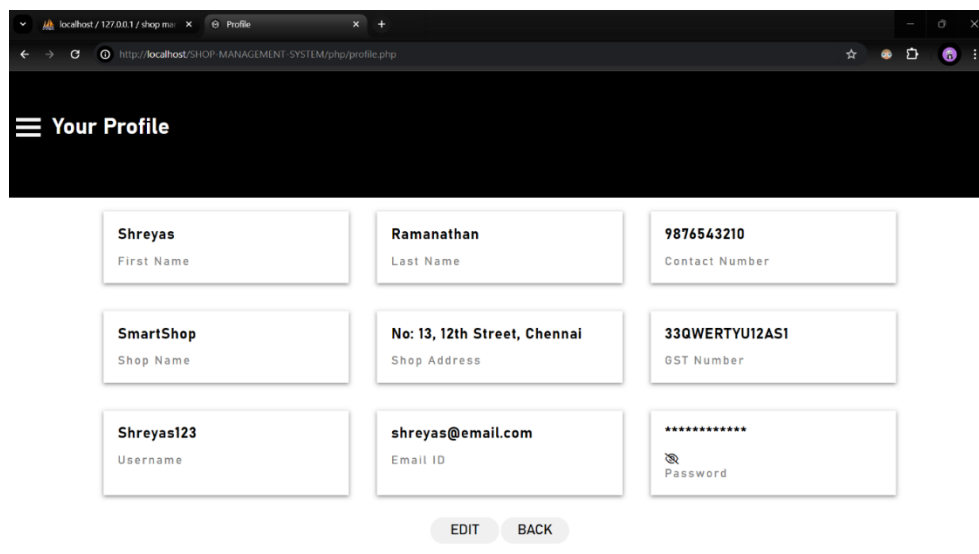 localhost / 127.0.0.1 / shop ma
Profile
http://localhost/SHOP-MANAGEMENT-SYSTEM/php/profile.php
Your Profile
Shreyas
First Name
Ramanathan
Last Name
9876543210
Contact Number
SmartShop
Shop Name
No: 13, 12th Street, Chennai
Shop Address
33QWERTYU12AS1
GST Number
Shreyas123
Username
shreyas@email.com
Email ID
************
Password
EDIT BACK